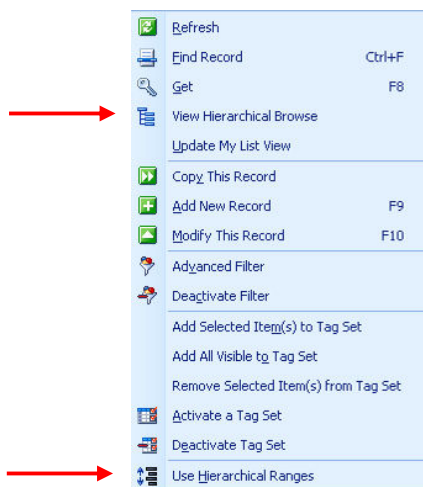 Refresh
Find Record Ctrl+F
Get F8
View Hierarchical Browse
Update My List View
Copy This Record
Add New Record F9
Modify This Record F10
Advanced Filter
Deactivate Filter
Add Selected Item(s) to Tag Set
Add All Visible to Tag Set
Remove Selected Item(s) from Tag Set
Activate a Tag Set
Deactivate Tag Set
Use Hierarchical Ranges